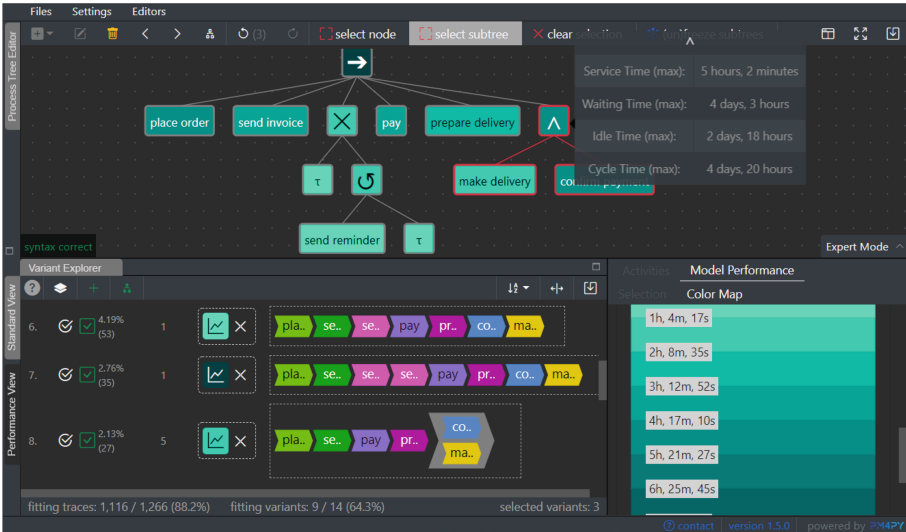 Files Settings Editors
(3) select node select subtree clear selection (un)freeze subtrees
Process Tree Editor
Service Time (max): 5 hours, 2 minutes
Waiting Time (max): 4 days, 3 hours
Idle Time (max): 2 days, 18 hours
Cycle Time (max): 4 days, 20 hours
place order send invoice pay prepare delivery
τ make delivery confirm payment
send reminder τ
syntax correct Expert Mode
Variant Explorer
Standard View
Performance View
6. 4.19% (53) 1 pla.. se.. se.. pay pr.. co.. ma..
7. 2.76% (35) 1 pla.. se.. se.. se.. pay pr.. co.. ma..
8. 2.13% (27) 5 pla.. se.. pay pr.. co.. ma..
fitting traces: 1,116 / 1,266 (88.2%) fitting variants: 9 / 14 (64.3%) selected variants: 3
Activities Model Performance
Selection Color Map
1h, 4m, 17s
2h, 8m, 35s
3h, 12m, 52s
4h, 17m, 10s
5h, 21m, 27s
6h, 25m, 45s
contact version 1.5.0 powered by PM4PY